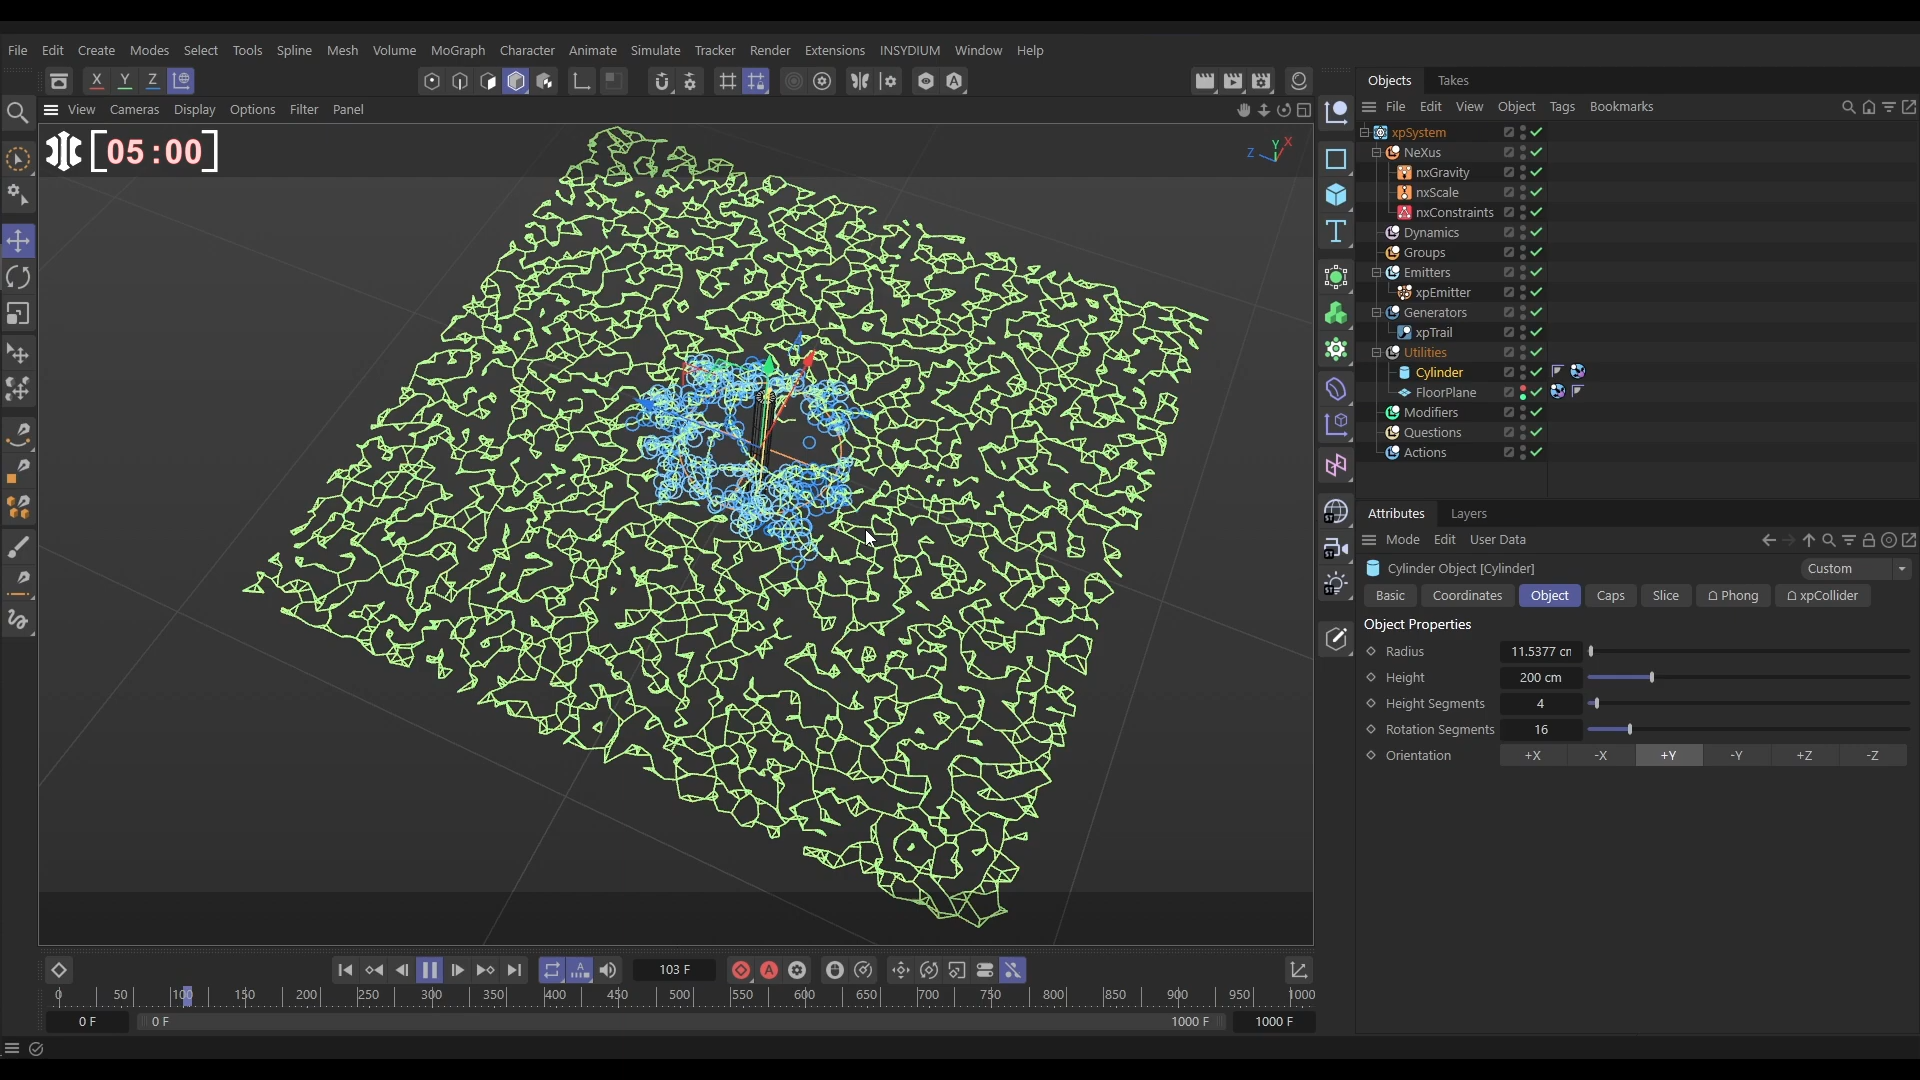 File Edit Create Modes Select Tools Spline Mesh Volume MoGraph Character Animate Simulate Tracker Render Extensions INSYDIUM Window Help
X Y Z
Objects Takes
View Cameras Display Options Filter Panel
File Edit View Object Tags Bookmarks
[05:00]
Z Y X
xpSystem
NeXus
nxGravity
nxScale
nxConstraints
Dynamics
Groups
Emitters
xpEmitter
Generators
xpTrail
Utilities
Cylinder
FloorPlane
Modifiers
Questions
Actions
Attributes Layers
Mode Edit User Data
Cylinder Object [Cylinder] Custom
Basic Coordinates Object Caps Slice Phong xpCollider
Object Properties
Radius 11.5377 cm
Height 200 cm
Height Segments 4
Rotation Segments 16
Orientation +X -X +Y -Y +Z -Z
103 F
0 50 100 150 200 250 300 350 400 450 500 550 600 650 700 750 800 850 900 950 1000
0 F 0 F 1000 F 1000 F